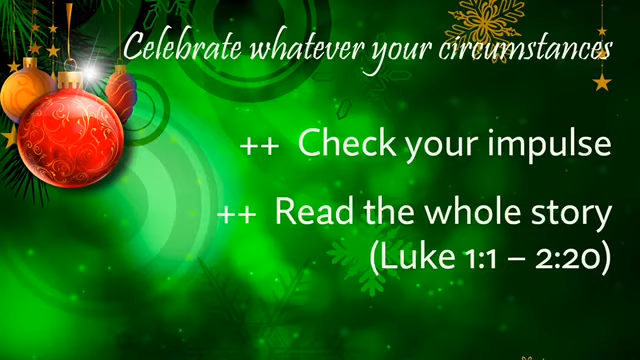 Celebrate whatever your circumstances
++ Check your impulse
++ Read the whole story
(Luke 1:1 – 2:20)